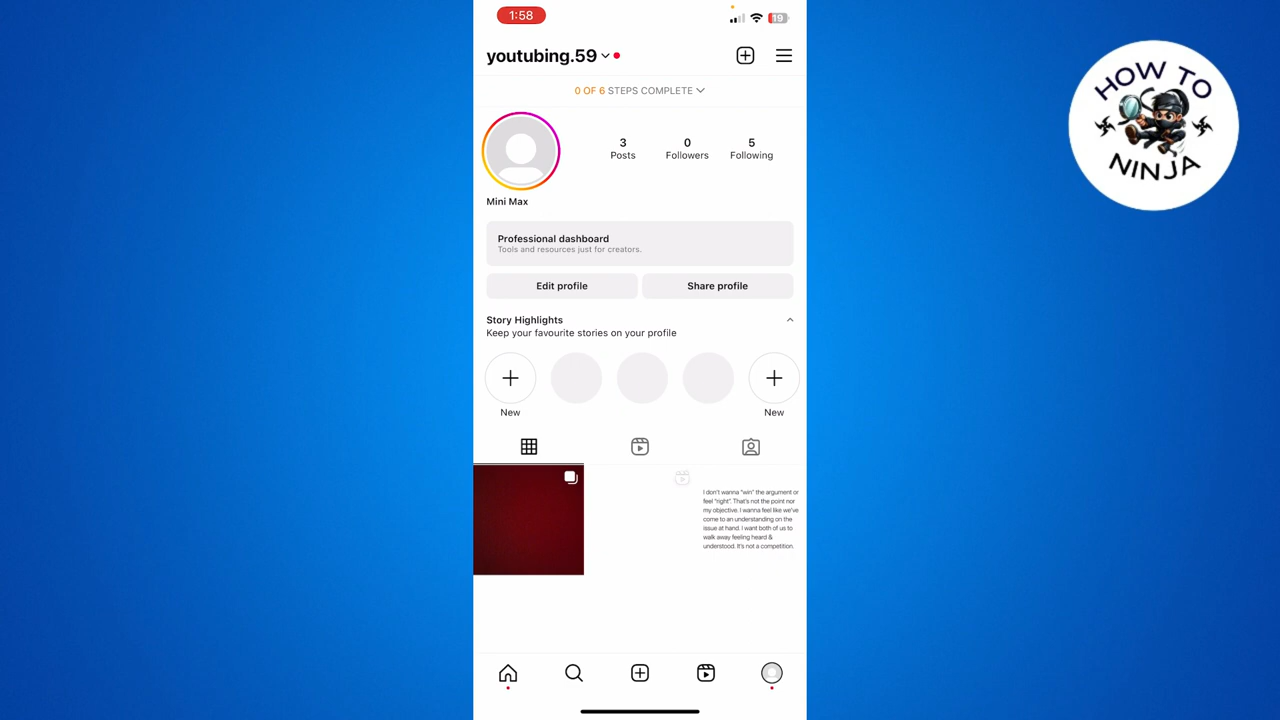 1:58
19
youtubing.59
0 OF 6 STEPS COMPLETE
3
Posts
0
Followers
5
Following
Mini Max
Professional dashboard
Tools and resources just for creators.
Edit profile
Share profile
Story Highlights
Keep your favourite stories on your profile
New
New
I don't wanna "win" the argument or
feel "right". That's not the point nor
my objective. I wanna feel like we've
come to an understanding on the
issue at hand. I want both of us to
walk away feeling heard &
understood. It's not a competition.
HOW TO
NINJA